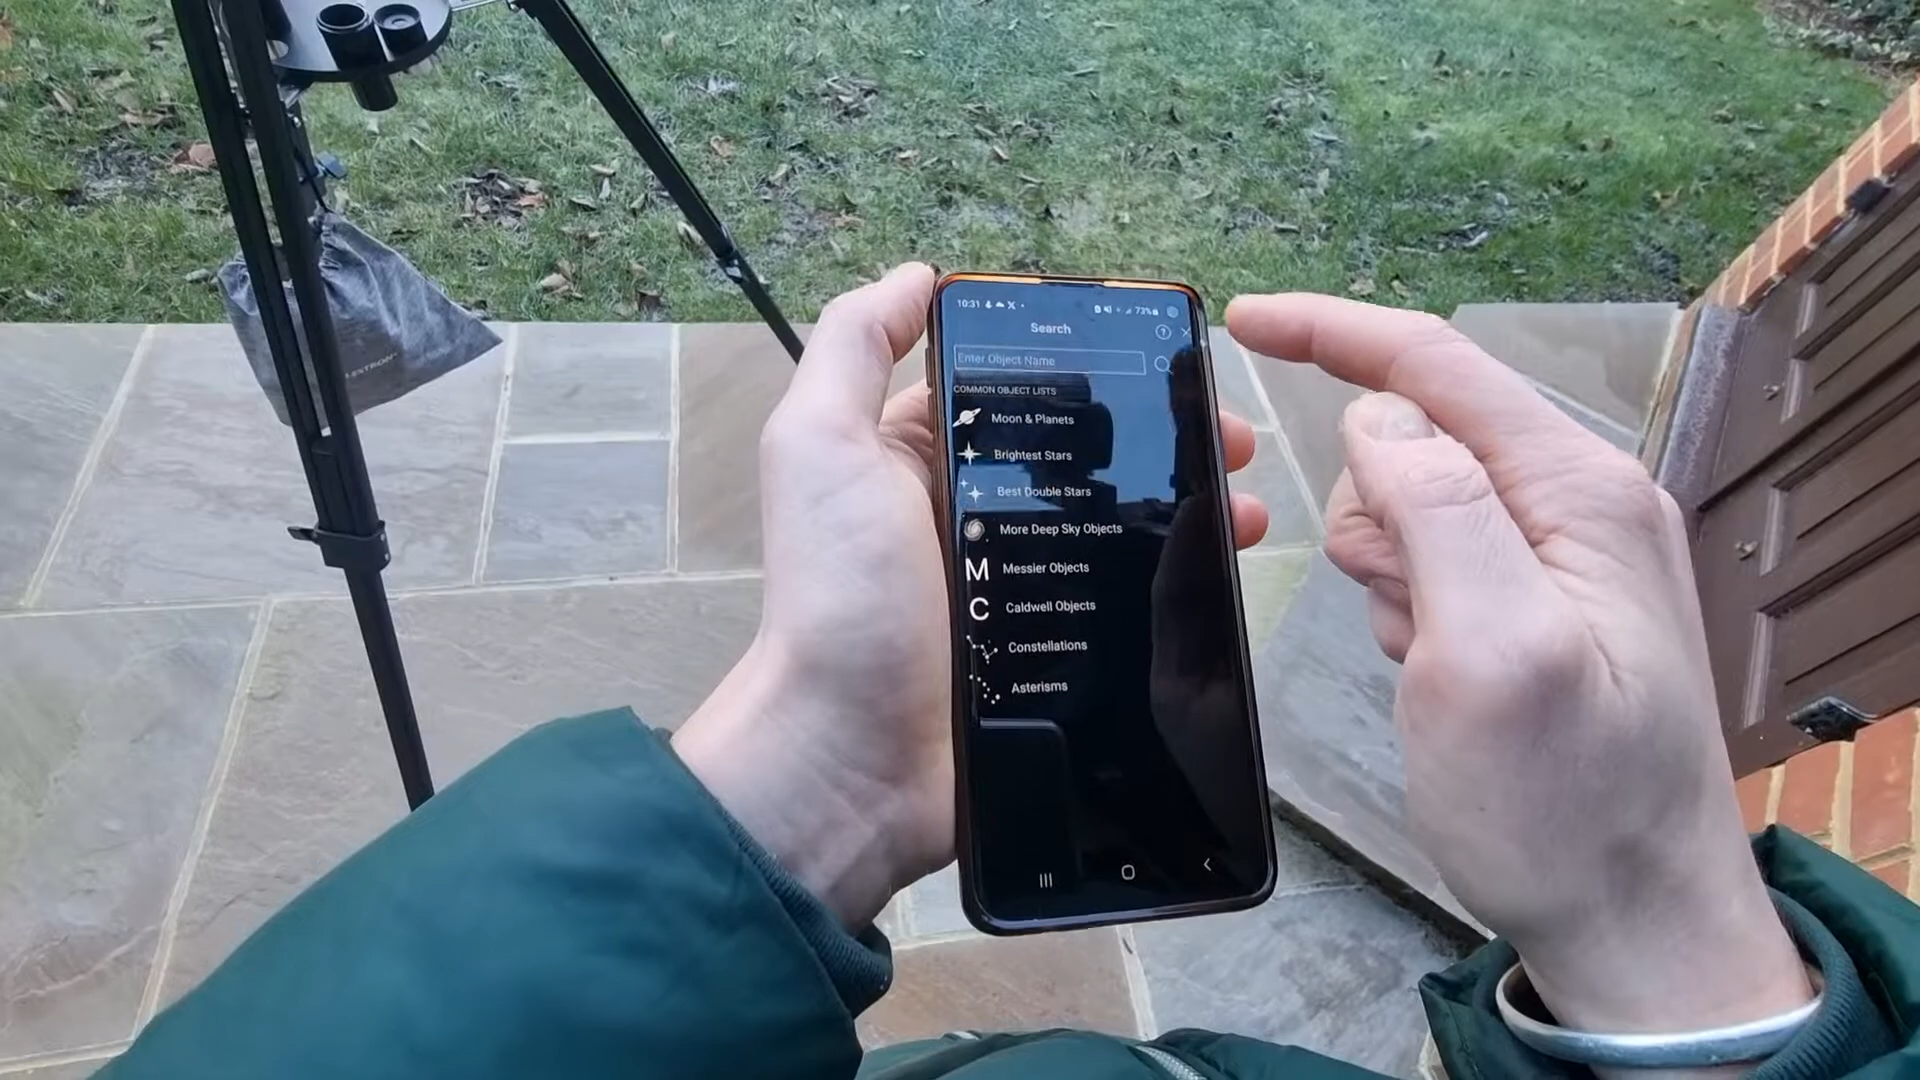 10:31
73%
Search
Enter Object Name
COMMON OBJECT LISTS
Moon & Planets
Brightest Stars
Best Double Stars
More Deep Sky Objects
M Messier Objects
C Caldwell Objects
Constellations
Asterisms